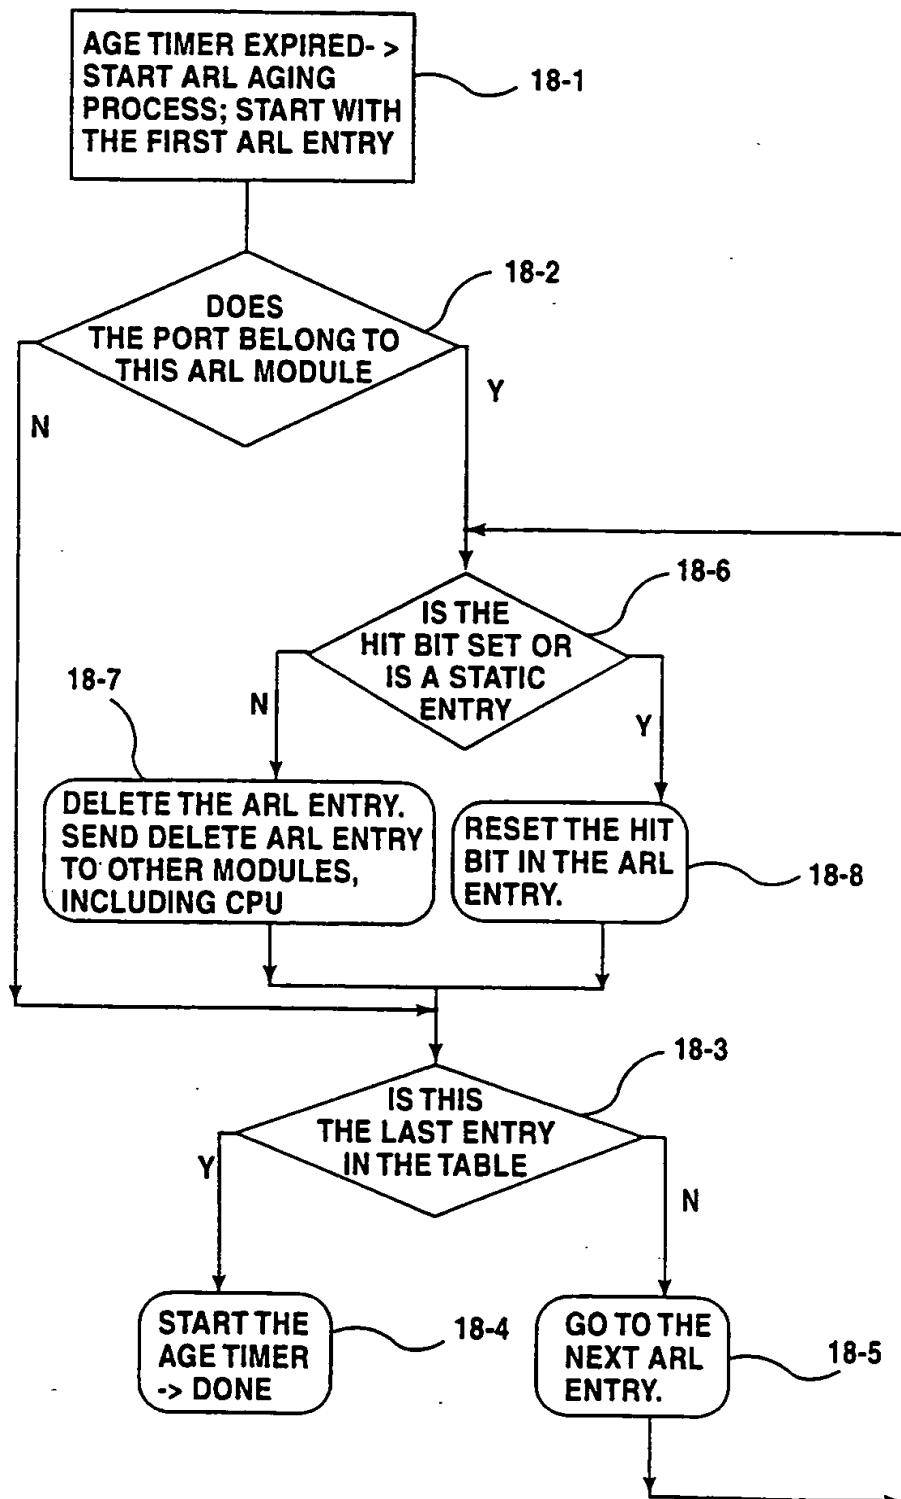 AGE TIMER EXPIRED- >
START ARL AGING
PROCESS; START WITH
THE FIRST ARL ENTRY
18-1
18-2
DOES
THE PORT BELONG TO
THIS ARL MODULE
Y
N
18-6
IS THE
HIT BIT SET OR
IS A STATIC
ENTRY
18-7
N
Y
DELETE THE ARL ENTRY.
SEND DELETE ARL ENTRY
TO OTHER MODULES,
INCLUDING CPU
RESET THE HIT
BIT IN THE ARL
ENTRY.
18-8
18-3
IS THIS
THE LAST ENTRY
IN THE TABLE
Y
N
START THE
AGE TIMER
-> DONE
18-4
GO TO THE
NEXT ARL
ENTRY.
18-5